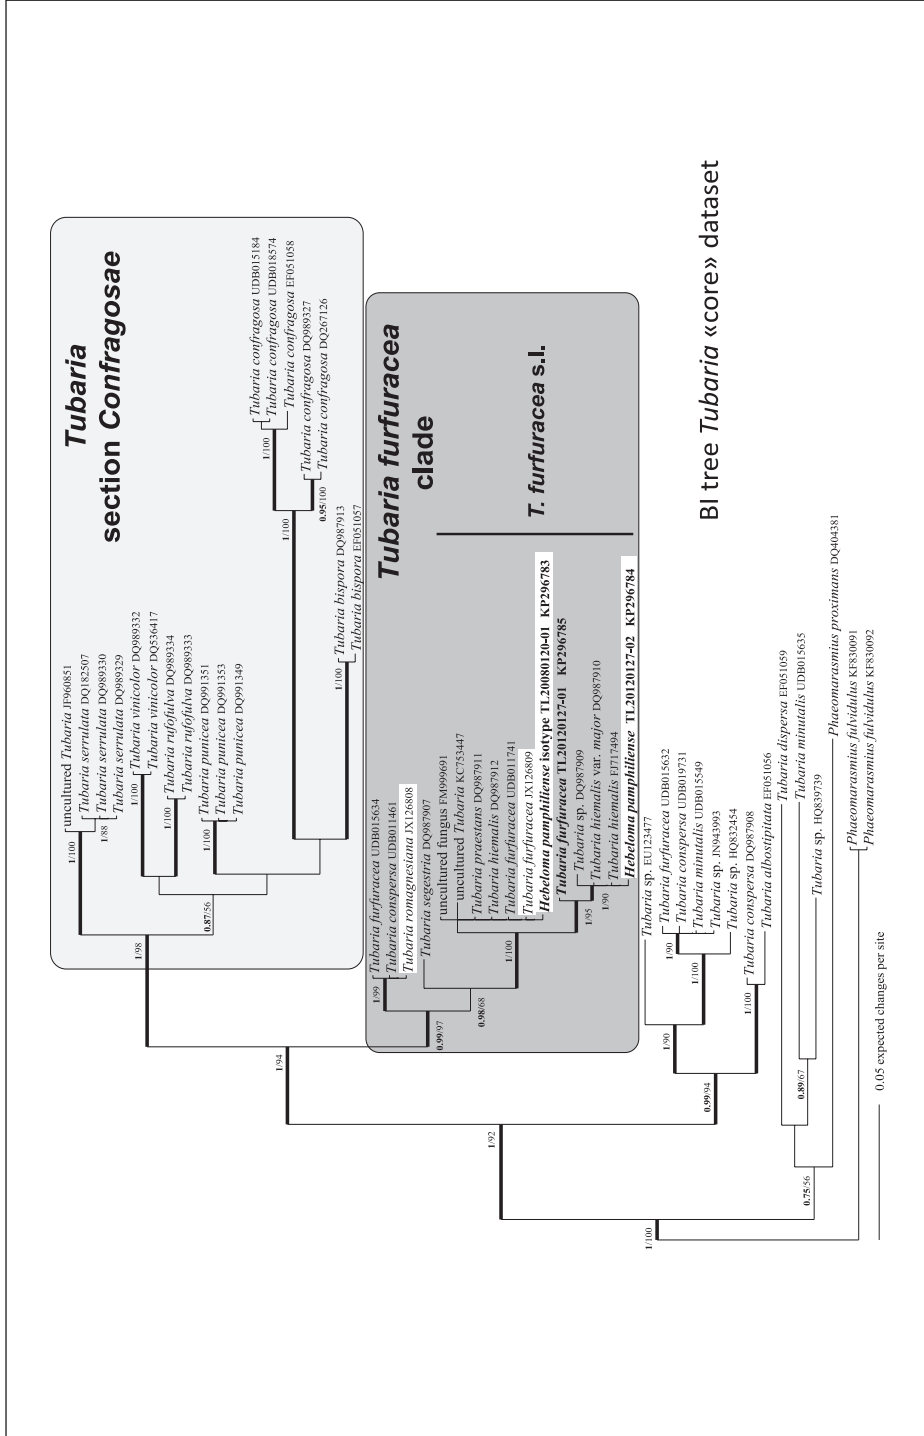 Tubaria
section Confragosae
uncultured Tubaria JF960851
Tubaria serrulata DQ182507
Tubaria serrulata DQ989330
Tubaria serrulata DQ989329
Tubaria vinicolor DQ989332
Tubaria vinicolor DQ536417
Tubaria rufofulva DQ989334
Tubaria rufofulva DQ989333
Tubaria punicea DQ991351
Tubaria punicea DQ991353
Tubaria punicea DQ991349
Tubaria confragosa UDB015184
Tubaria confragosa UDB018574
Tubaria confragosa EF051058
Tubaria confragosa DQ989327
Tubaria confragosa DQ267126
Tubaria bispora DQ987913
Tubaria bispora EF051057
1/100
1/88
1/100
1/100
1/100
0.87/56
1/98
1/100
1/100
0.95/100
1/100
Tubaria furfuracea
clade
T. furfuracea s.l.
Tubaria furfuracea UDB015634
Tubaria conspersa UDB011461
Tubaria romagnesiana JX126808
Tubaria segestria DQ987907
uncultured fungus FM999691
uncultured Tubaria KC753447
Tubaria praestans DQ987911
Tubaria hiemalis DQ987912
Tubaria furfuracea UDB011741
Tubaria furfuracea JX126809
Hebeloma pamphiliense isotype TL20080120-01 KP296783
Tubaria furfuracea TL20120127-01 KP296785
Tubaria sp. DQ987909
Tubaria hiemalis var. major DQ987910
Tubaria hiemalis EJ717494
Hebeloma pamphiliense TL20120127-02 KP296784
1/99
0.99/97
0.98/68
1/100
1/95
1/90
1/94
Tubaria sp. EU123477
Tubaria furfuracea UDB015632
Tubaria conspersa UDB019731
Tubaria minutalis UDB015549
Tubaria sp. JN943993
Tubaria sp. HQ832454
Tubaria conspersa DQ987908
Tubaria albostipitata EF051056
1/90
1/100
1/90
1/100
0.99/94
1/92
Tubaria dispersa EF051059
Tubaria minutalis UDB015635
Tubaria sp. HQ839739
Phaeomarasmius proximans DQ404381
Phaeomarasmius fulvidulus KF830091
Phaeomarasmius fulvidulus KF830092
0.89/67
0.75/56
1/100
BI tree Tubaria «core» dataset
0.05 expected changes per site